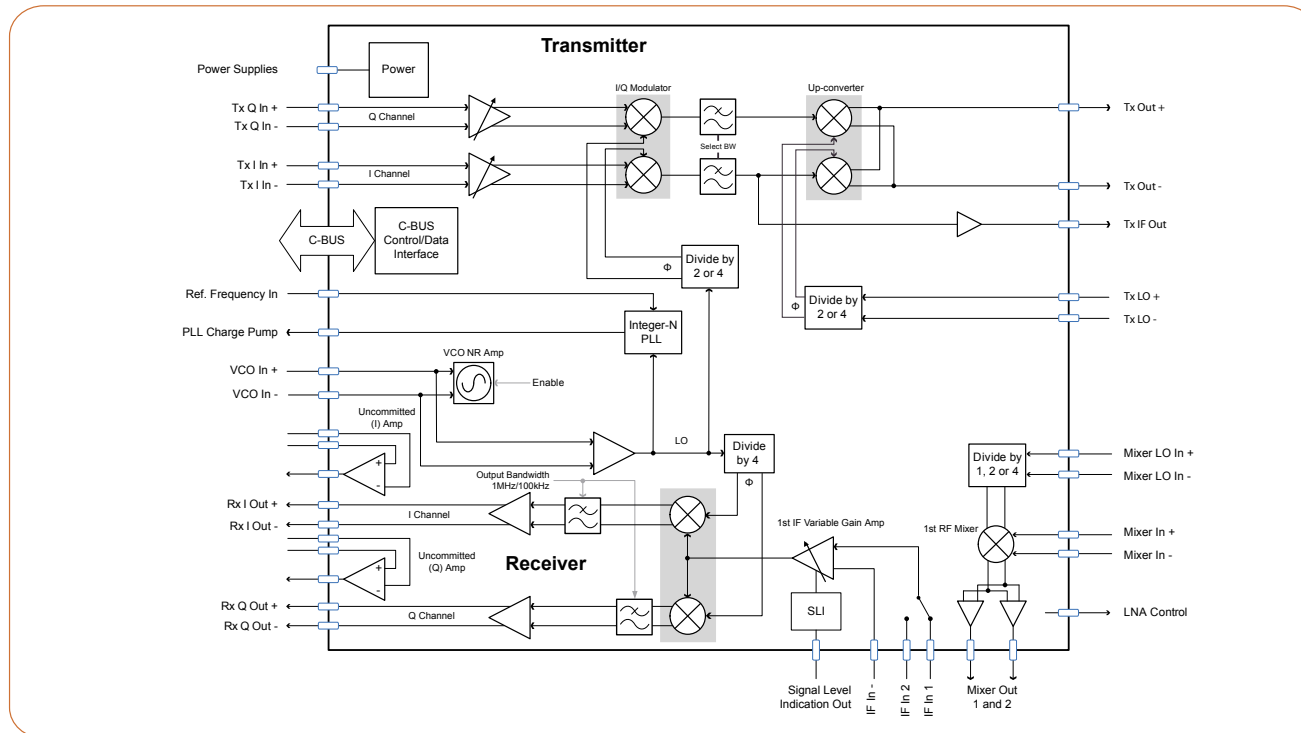 Transmitter
Power Supplies
Power
I/Q Modulator
Up-converter
Tx Q In +
Q Channel
Tx Q In -
Tx Out +
Select BW
Tx I In +
I Channel
Tx I In -
Tx Out -
Tx IF Out
C-BUS
C-BUS
Control/Data
Interface
Φ
Divide by
2 or 4
Ref. Frequency In
Φ
Divide by
2 or 4
Tx LO +
Tx LO -
PLL Charge Pump
Integer-N
PLL
VCO NR Amp
VCO In +
Enable
VCO In -
Uncommitted
(I) Amp
+
-
LO
Divide
by 4
Φ
Divide by
1, 2 or 4
Mixer LO In +
Mixer LO In -
Output Bandwidth
1MHz/100kHz
Rx I Out +
I Channel
Rx I Out -
1st IF Variable Gain Amp
1st RF Mixer
Mixer In +
Mixer In -
Uncommitted
(Q) Amp
+
-
Receiver
Rx Q Out +
Q Channel
Rx Q Out -
SLI
LNA Control
Signal Level
Indication Out
IF In -
IF In 2
IF In 1
Mixer Out
1 and 2